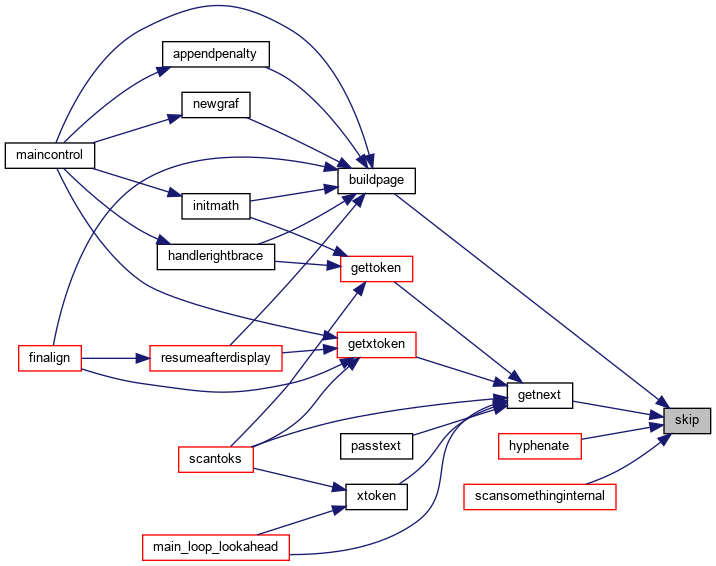 appendpenalty
newgraf
maincontrol
buildpage
initmath
handlerightbrace
gettoken
getxtoken
finalign
resumeafterdisplay
getnext
skip
passtext
hyphenate
scantoks
xtoken
scansomethinginternal
main_loop_lookahead